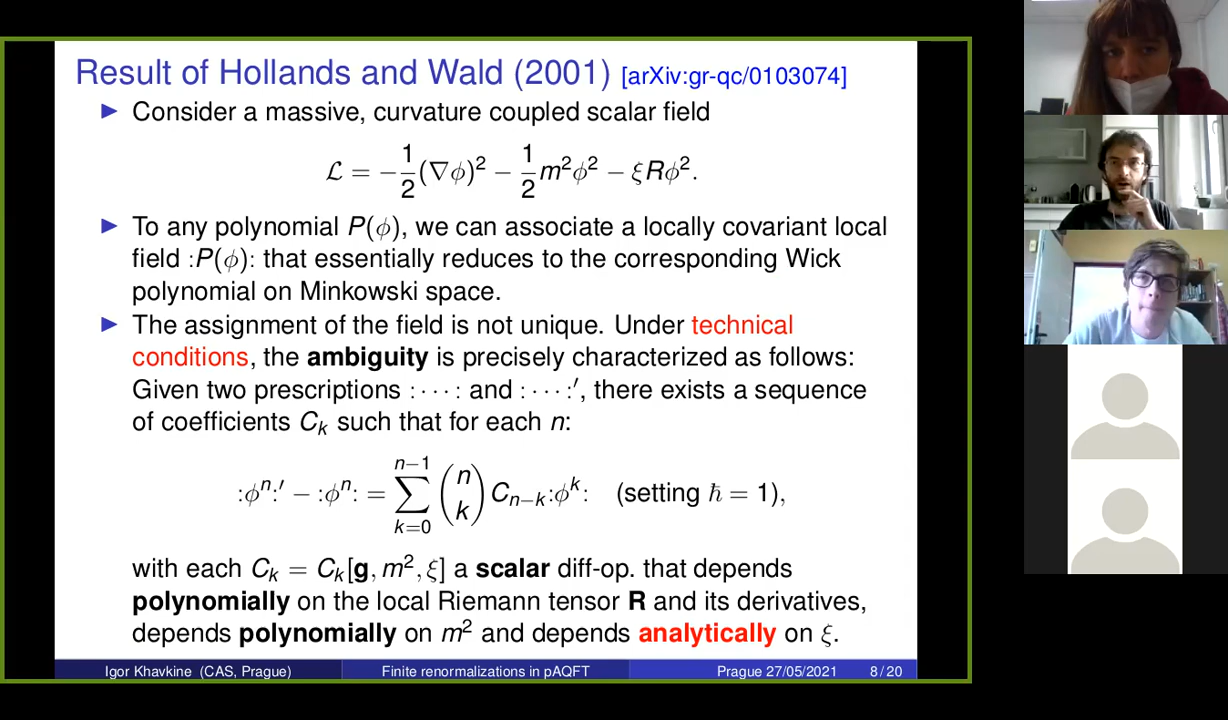 Result of Hollands and Wald (2001) [arXiv:gr-qc/0103074]
▶ Consider a massive, curvature coupled scalar field
ℒ = −1/2(∇ϕ)² − 1/2m²ϕ² − ξRϕ².
▶ To any polynomial P(ϕ), we can associate a locally covariant local
field :P(ϕ): that essentially reduces to the corresponding Wick
polynomial on Minkowski space.
▶ The assignment of the field is not unique. Under technical
conditions, the ambiguity is precisely characterized as follows:
Given two prescriptions :⋯: and :⋯:′, there exists a sequence
of coefficients Cₖ such that for each n:
:ϕⁿ:′ − :ϕⁿ: = ∑_{k=0}^{n−1} (n k) C_{n−k}:ϕᵏ: (setting ℏ = 1),
with each Cₖ = Cₖ[g, m², ξ] a scalar diff-op. that depends
polynomially on the local Riemann tensor R and its derivatives,
depends polynomially on m² and depends analytically on ξ.
Igor Khavkine (CAS, Prague) Finite renormalizations in pAQFT Prague 27/05/2021 8 / 20